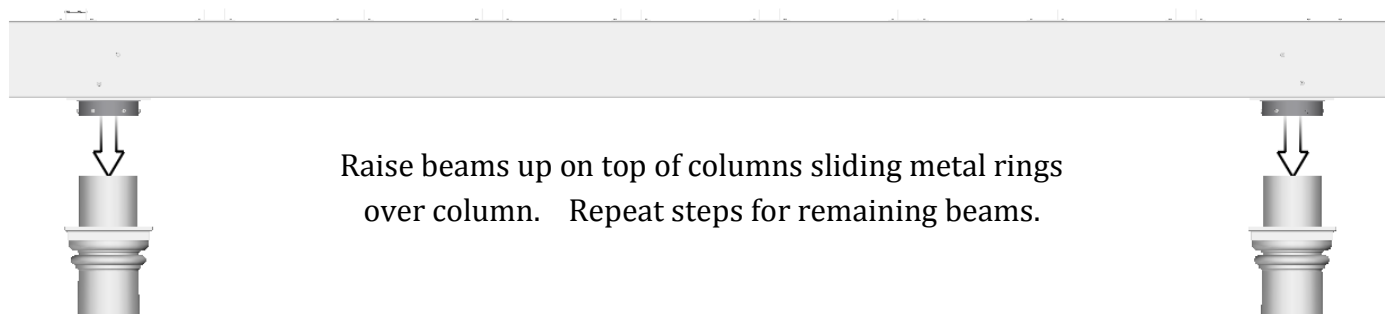 Raise beams up on top of columns sliding metal rings
over column.    Repeat steps for remaining beams.